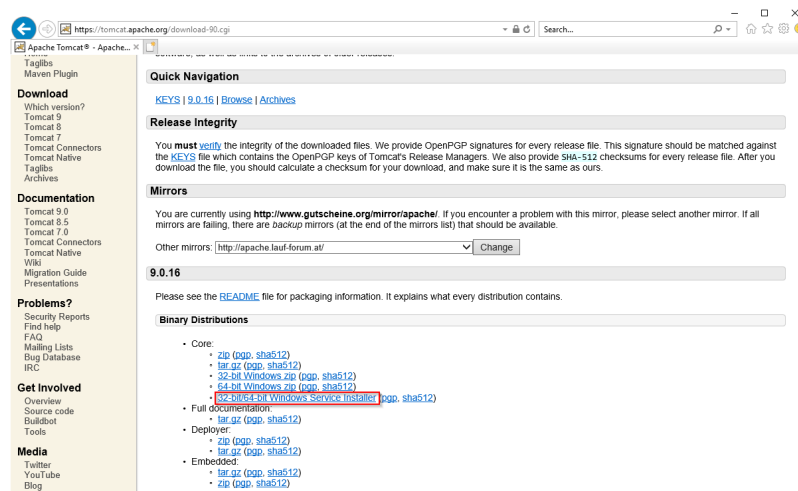 https://tomcat.apache.org/download-90.cgi
Search...
Apache Tomcat® - Apache...
Taglibs
Maven Plugin
Download
Which version?
Tomcat 9
Tomcat 8
Tomcat 7
Tomcat Connectors
Tomcat Native
Taglibs
Archives
Documentation
Tomcat 9.0
Tomcat 8.5
Tomcat 7.0
Tomcat Connectors
Tomcat Native
Wiki
Migration Guide
Presentations
Problems?
Security Reports
Find help
FAQ
Mailing Lists
Bug Database
IRC
Get Involved
Overview
Source code
Buildbot
Tools
Media
Twitter
YouTube
Blog
software, as well as links to the archives of older releases.
Quick Navigation
KEYS | 9.0.16 | Browse | Archives
Release Integrity
You must verify the integrity of the downloaded files. We provide OpenPGP signatures for every release file. This signature should be matched against
the KEYS file which contains the OpenPGP keys of Tomcat's Release Managers. We also provide SHA-512 checksums for every release file. After you
download the file, you should calculate a checksum for your download, and make sure it is the same as ours.
Mirrors
You are currently using http://www.gutscheine.org/mirror/apache/. If you encounter a problem with this mirror, please select another mirror. If all
mirrors are failing, there are backup mirrors (at the end of the mirrors list) that should be available.
Other mirrors: http://apache.lauf-forum.at/ Change
9.0.16
Please see the README file for packaging information. It explains what every distribution contains.
Binary Distributions
• Core:
◦ zip (pgp, sha512)
◦ tar.gz (pgp, sha512)
◦ 32-bit Windows zip (pgp, sha512)
◦ 64-bit Windows zip (pgp, sha512)
◦ 32-bit/64-bit Windows Service Installer (pgp, sha512)
• Full documentation:
◦ tar.gz (pgp, sha512)
• Deployer:
◦ zip (pgp, sha512)
◦ tar.gz (pgp, sha512)
• Embedded:
◦ tar.gz (pgp, sha512)
◦ zip (pgp, sha512)